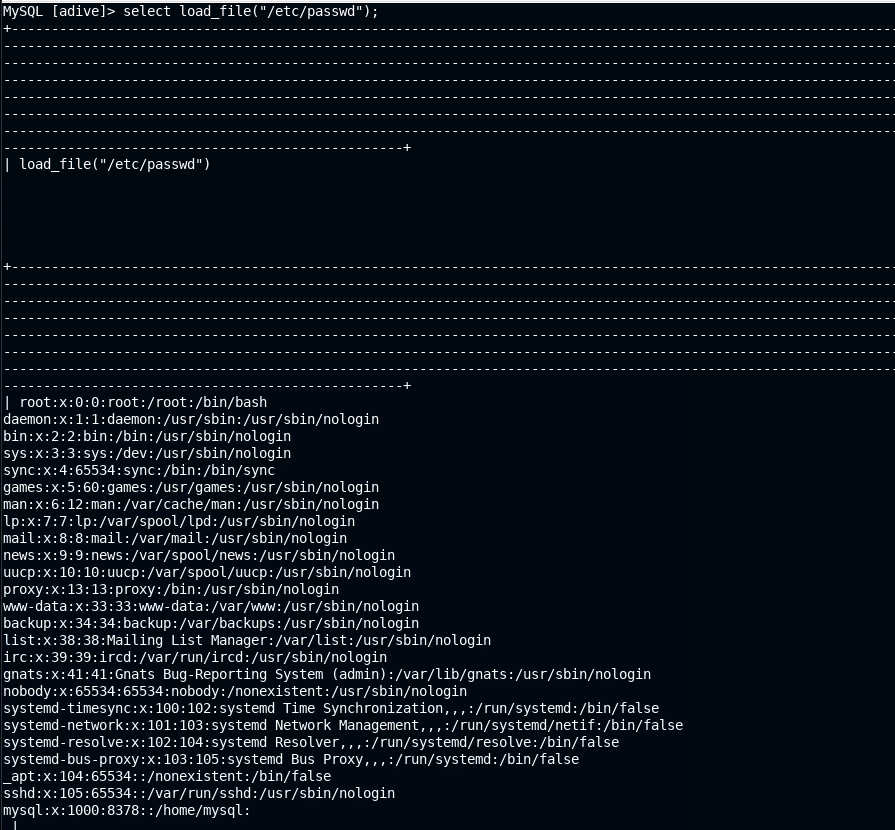 MySQL [adive]> select load_file("/etc/passwd");
+---------------------------------------------------------------------------------------------------------------
----------------------------------------------------------------------------------------------------------------
----------------------------------------------------------------------------------------------------------------
----------------------------------------------------------------------------------------------------------------
----------------------------------------------------------------------------------------------------------------
----------------------------------------------------------------------------------------------------------------
----------------------------------------------------------------------------------------------------------------
--------------------------------------------------+
| load_file("/etc/passwd")
+---------------------------------------------------------------------------------------------------------------
----------------------------------------------------------------------------------------------------------------
----------------------------------------------------------------------------------------------------------------
----------------------------------------------------------------------------------------------------------------
----------------------------------------------------------------------------------------------------------------
----------------------------------------------------------------------------------------------------------------
----------------------------------------------------------------------------------------------------------------
--------------------------------------------------+
| root:x:0:0:root:/root:/bin/bash
daemon:x:1:1:daemon:/usr/sbin:/usr/sbin/nologin
bin:x:2:2:bin:/bin:/usr/sbin/nologin
sys:x:3:3:sys:/dev:/usr/sbin/nologin
sync:x:4:65534:sync:/bin:/bin/sync
games:x:5:60:games:/usr/games:/usr/sbin/nologin
man:x:6:12:man:/var/cache/man:/usr/sbin/nologin
lp:x:7:7:lp:/var/spool/lpd:/usr/sbin/nologin
mail:x:8:8:mail:/var/mail:/usr/sbin/nologin
news:x:9:9:news:/var/spool/news:/usr/sbin/nologin
uucp:x:10:10:uucp:/var/spool/uucp:/usr/sbin/nologin
proxy:x:13:13:proxy:/bin:/usr/sbin/nologin
www-data:x:33:33:www-data:/var/www:/usr/sbin/nologin
backup:x:34:34:backup:/var/backups:/usr/sbin/nologin
list:x:38:38:Mailing List Manager:/var/list:/usr/sbin/nologin
irc:x:39:39:ircd:/var/run/ircd:/usr/sbin/nologin
gnats:x:41:41:Gnats Bug-Reporting System (admin):/var/lib/gnats:/usr/sbin/nologin
nobody:x:65534:65534:nobody:/nonexistent:/usr/sbin/nologin
systemd-timesync:x:100:102:systemd Time Synchronization,,,:/run/systemd:/bin/false
systemd-network:x:101:103:systemd Network Management,,,:/run/systemd/netif:/bin/false
systemd-resolve:x:102:104:systemd Resolver,,,:/run/systemd/resolve:/bin/false
systemd-bus-proxy:x:103:105:systemd Bus Proxy,,,:/run/systemd:/bin/false
_apt:x:104:65534::/nonexistent:/bin/false
sshd:x:105:65534::/var/run/sshd:/usr/sbin/nologin
mysql:x:1000:8378::/home/mysql:
|